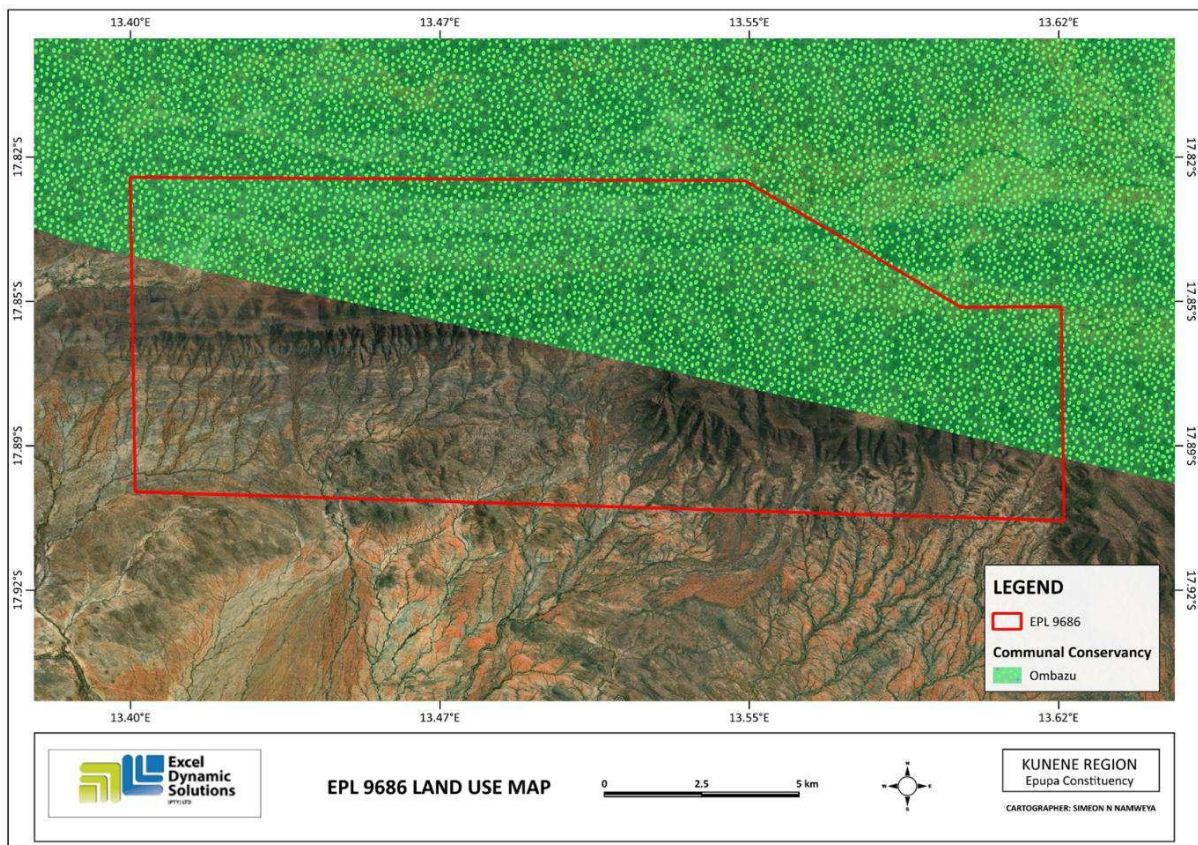 13.40°E 13.47°E 13.55°E 13.62°E
17.82°S 17.82°S
17.85°S 17.85°S
17.89°S 17.89°S
17.92°S 17.92°S
LEGEND
EPL 9686
Communal Conservancy
Ombazu
13.40°E 13.47°E 13.55°E 13.62°E
Excel
Dynamic
Solutions
(PTY) LTD
EPL 9686 LAND USE MAP
0 2.5 5 km
N
W E
S
KUNENE REGION
Epupa Constituency
CARTOGRAPHER: SIMEON N NAMWEYA